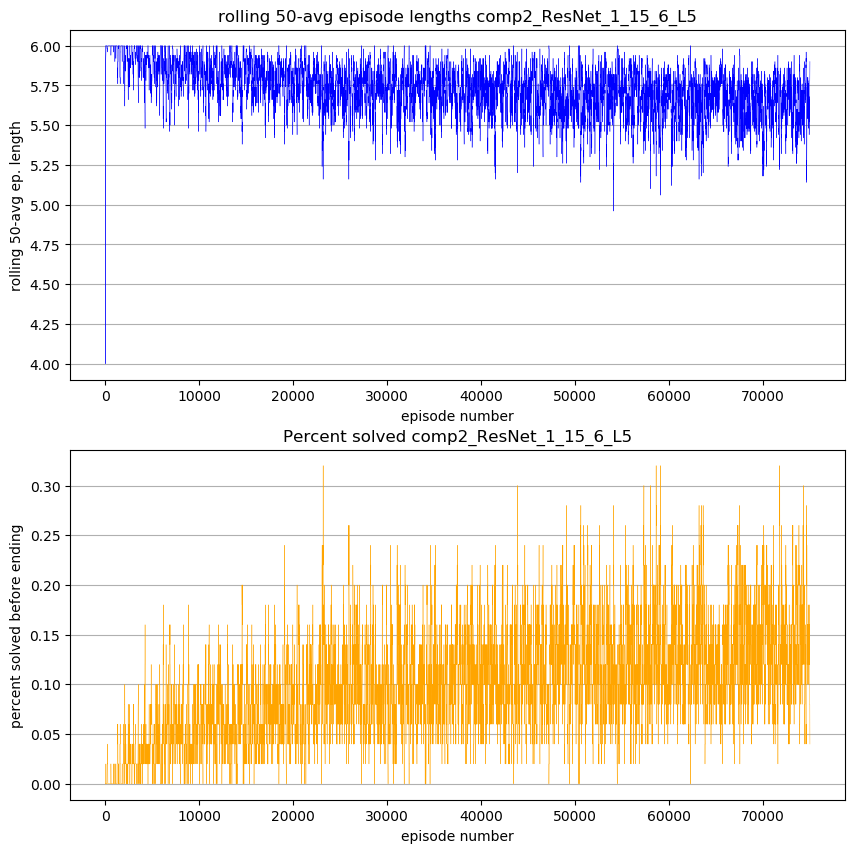 rolling 50-avg episode lengths comp2_ResNet_1_15_6_L5
rolling 50-avg ep. length
6.00
5.75
5.50
5.25
5.00
4.75
4.50
4.25
4.00
0 10000 20000 30000 40000 50000 60000 70000
episode number
Percent solved comp2_ResNet_1_15_6_L5
percent solved before ending
0.30
0.25
0.20
0.15
0.10
0.05
0.00
0 10000 20000 30000 40000 50000 60000 70000
episode number